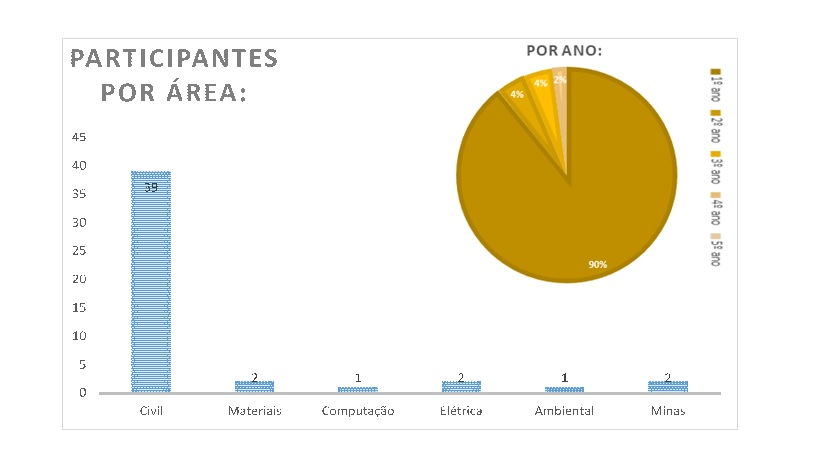 PARTICIPANTES
POR ÁREA:
POR ANO:
4%
4%
2%
90%
1º ano
2º ano
3º ano
4º ano
5º ano
45
40
35
30
25
20
15
10
5
0
39
2
1
2
1
2
Civil
Materiais
Computação
Elétrica
Ambiental
Minas